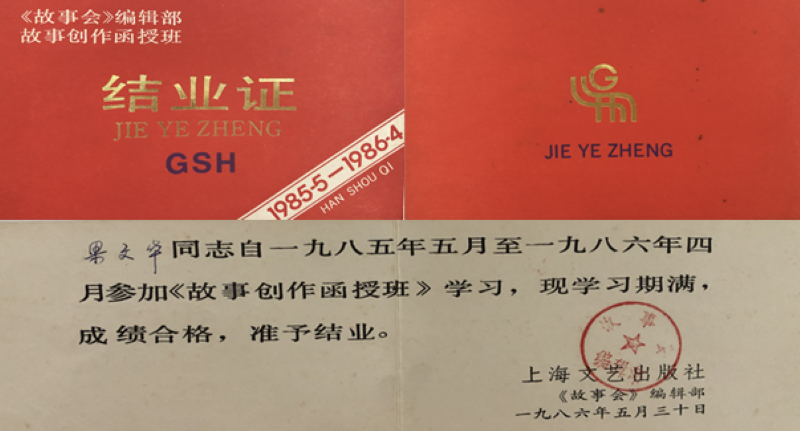 《故事会》编辑部
故事创作函授班
结业证
JIE YE ZHENG
GSH
1985·5—1986·4
HAN SHOU QI
GSH
JIE YE ZHENG
梁文华同志自一九八五年五月至一九八六年四
月参加《故事创作函授班》学习，现学习期满，
成绩合格，准予结业。
上海文艺出版社
《故事会》编辑部
一九八六年五月三十日